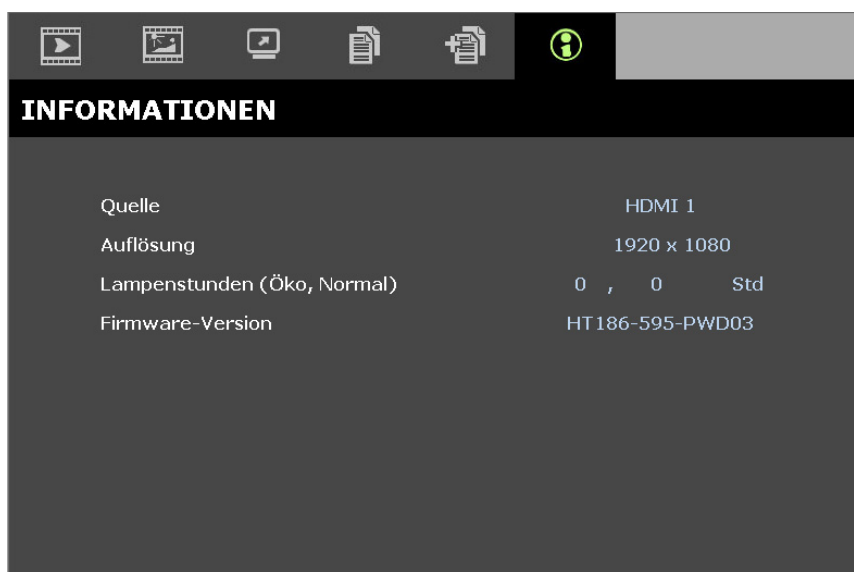 INFORMATIONEN
Quelle HDMI 1
Auflösung 1920 x 1080
Lampenstunden (Öko, Normal) 0 , 0 Std
Firmware-Version HT186-595-PWD03